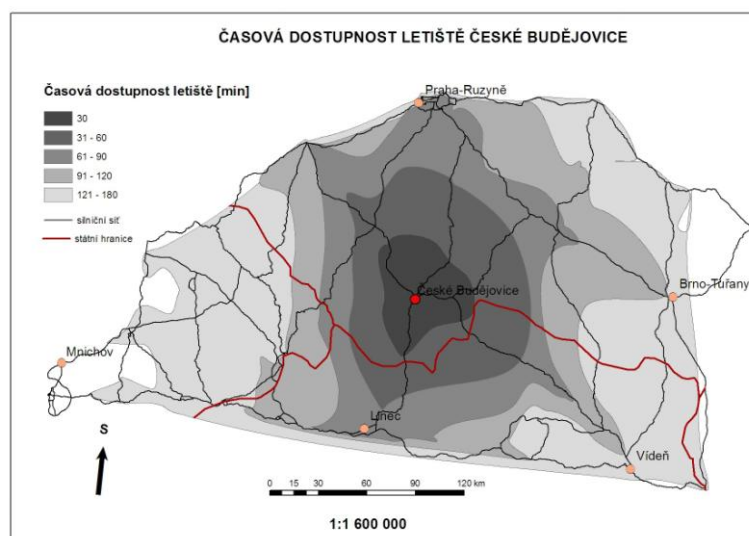 ČASOVÁ DOSTUPNOST LETIŠTĚ ČESKÉ BUDĚJOVICE
Časová dostupnost letiště [min]
30
31 - 60
61 - 90
91 - 120
121 - 180
silniční síť
státní hranice
Praha-Ruzyně
České Budějovice
Brno-Tuřany
Mnichov
Linec
Vídeň
S
0 15 30 60 90 120 km
1:1 600 000